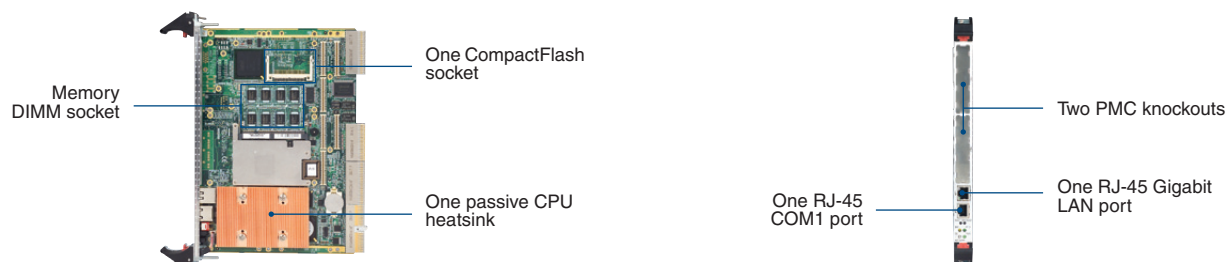 One CompactFlash
socket
Memory
DIMM socket
One passive CPU
heatsink
Two PMC knockouts
One RJ-45 Gigabit
LAN port
One RJ-45
COM1 port